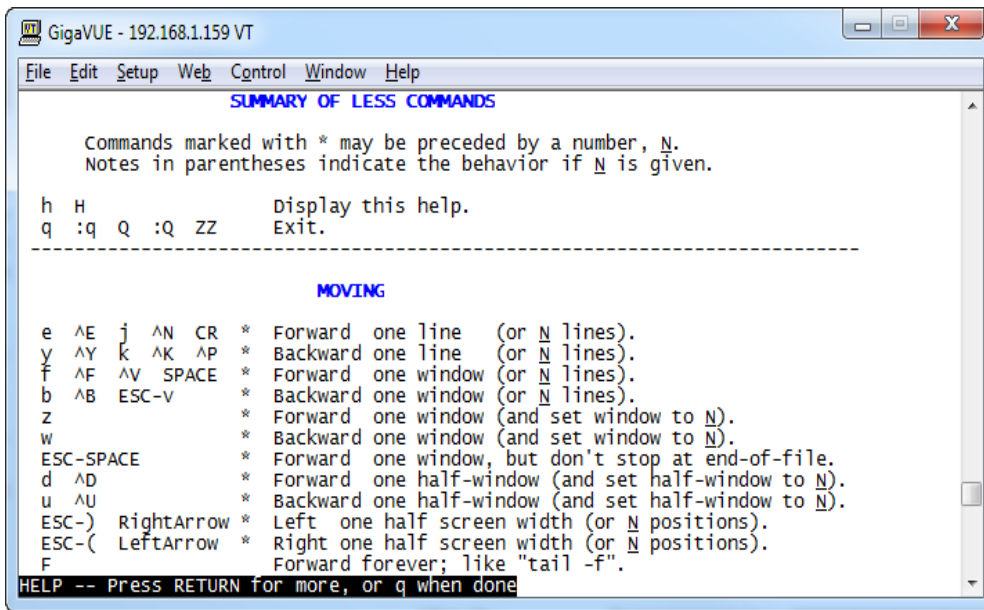 GigaVUE - 192.168.1.159 VT
File Edit Setup Web Control Window Help
SUMMARY OF LESS COMMANDS
Commands marked with * may be preceded by a number, N.
Notes in parentheses indicate the behavior if N is given.
h H Display this help.
q :q Q :Q ZZ Exit.
---------------------------------------------------------------------------
MOVING
e ^E j ^N CR * Forward one line (or N lines).
y ^Y k ^K ^P * Backward one line (or N lines).
f ^F ^V SPACE * Forward one window (or N lines).
b ^B ESC-v * Backward one window (or N lines).
z * Forward one window (and set window to N).
w * Backward one window (and set window to N).
ESC-SPACE * Forward one window, but don't stop at end-of-file.
d ^D * Forward one half-window (and set half-window to N).
u ^U * Backward one half-window (and set half-window to N).
ESC-) RightArrow * Left one half screen width (or N positions).
ESC-( LeftArrow * Right one half screen width (or N positions).
F Forward forever; like "tail -f".
HELP -- Press RETURN for more, or q when done